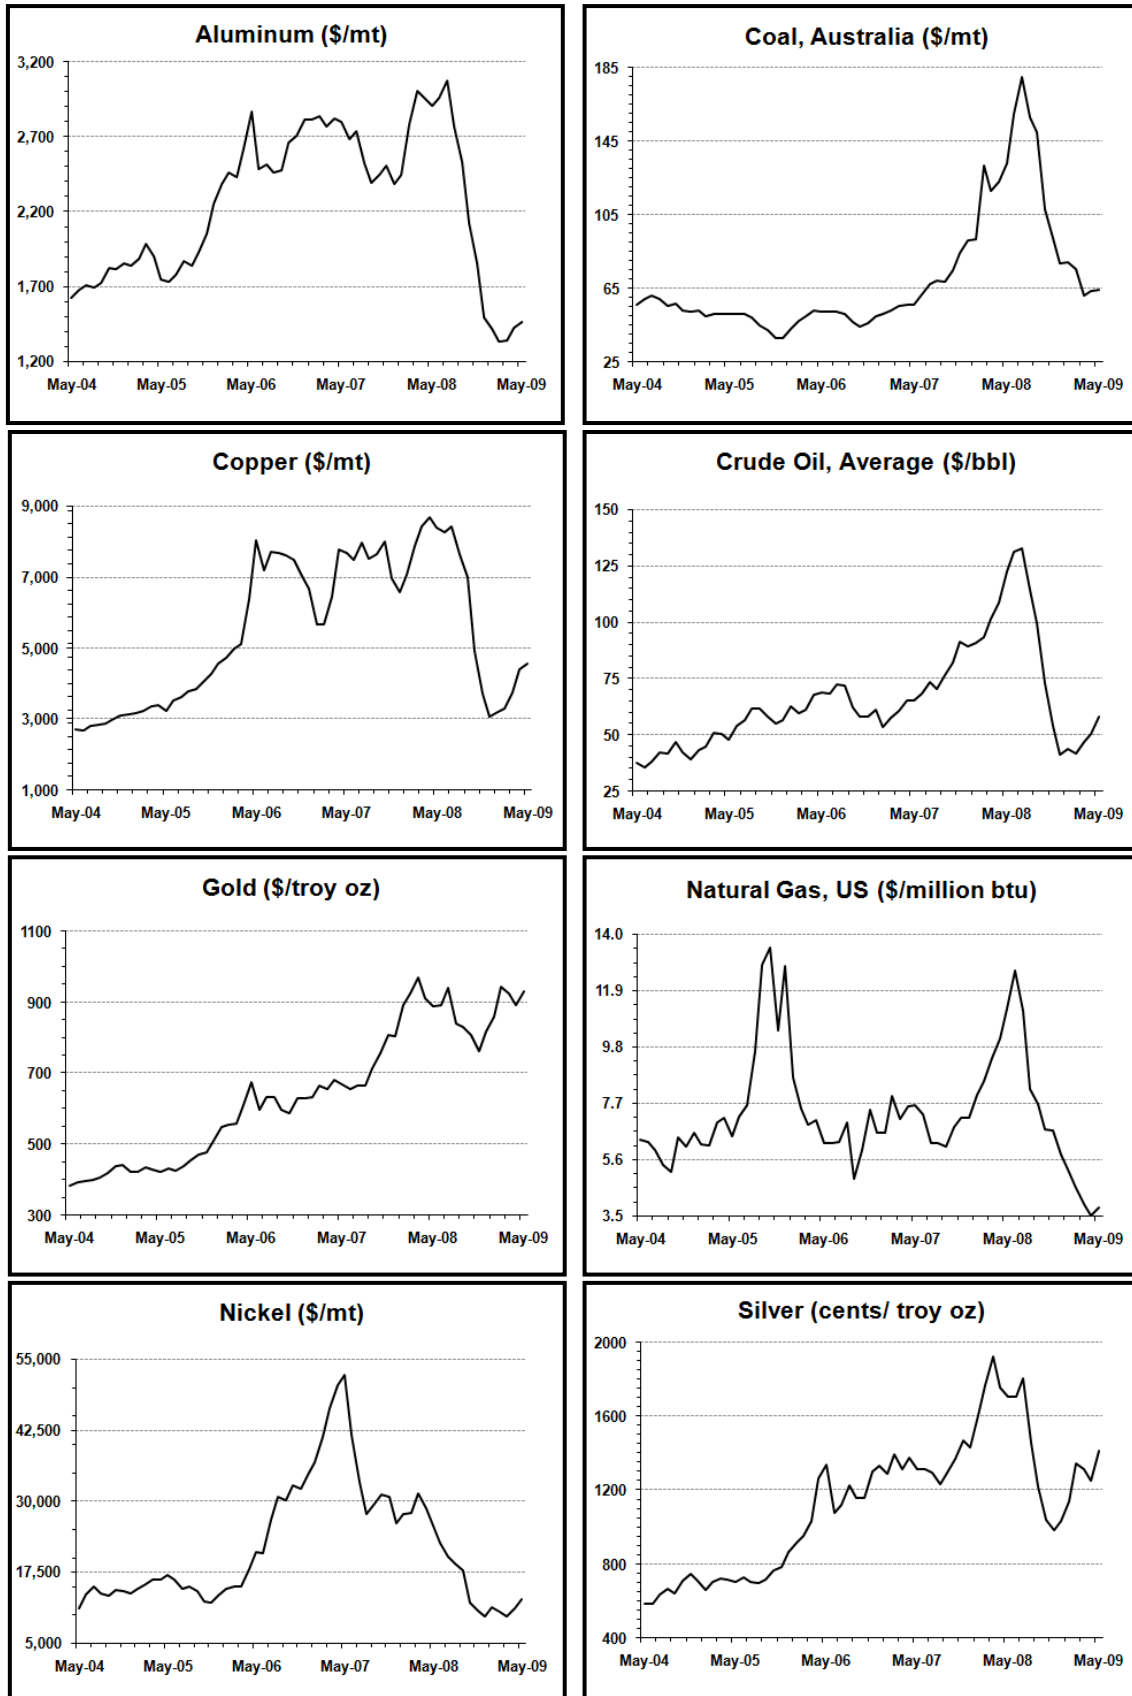 Aluminum ($/mt)
3,200
2,700
2,200
1,700
1,200
May-04 May-05 May-06 May-07 May-08 May-09
Coal, Australia ($/mt)
185
145
105
65
25
May-04 May-05 May-06 May-07 May-08 May-09
Copper ($/mt)
9,000
7,000
5,000
3,000
1,000
May-04 May-05 May-06 May-07 May-08 May-09
Crude Oil, Average ($/bbl)
150
125
100
75
50
25
May-04 May-05 May-06 May-07 May-08 May-09
Gold ($/troy oz)
1100
900
700
500
300
May-04 May-05 May-06 May-07 May-08 May-09
Natural Gas, US ($/million btu)
14.0
11.9
9.8
7.7
5.6
3.5
May-04 May-05 May-06 May-07 May-08 May-09
Nickel ($/mt)
55,000
42,500
30,000
17,500
5,000
May-04 May-05 May-06 May-07 May-08 May-09
Silver (cents/ troy oz)
2000
1600
1200
800
400
May-04 May-05 May-06 May-07 May-08 May-09